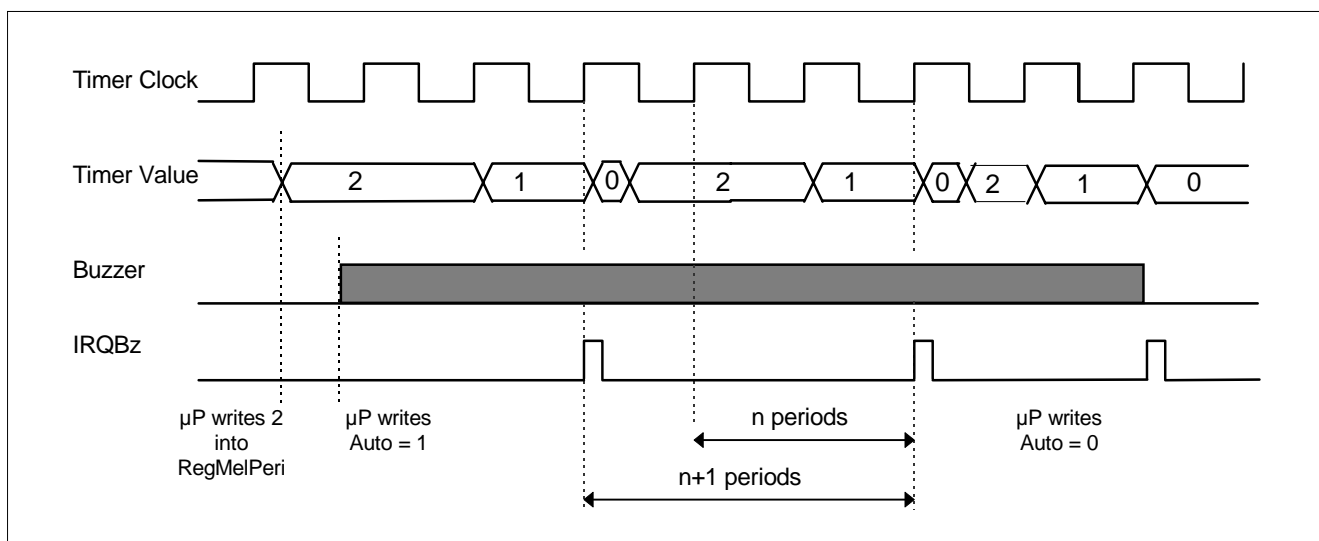 Timer Clock
Timer Value
2 1 0 2 1 0 2 1 0
Buzzer
IRQBz
µP writes 2
into
RegMelPeri
µP writes
Auto = 1
n periods
n+1 periods
µP writes
Auto = 0